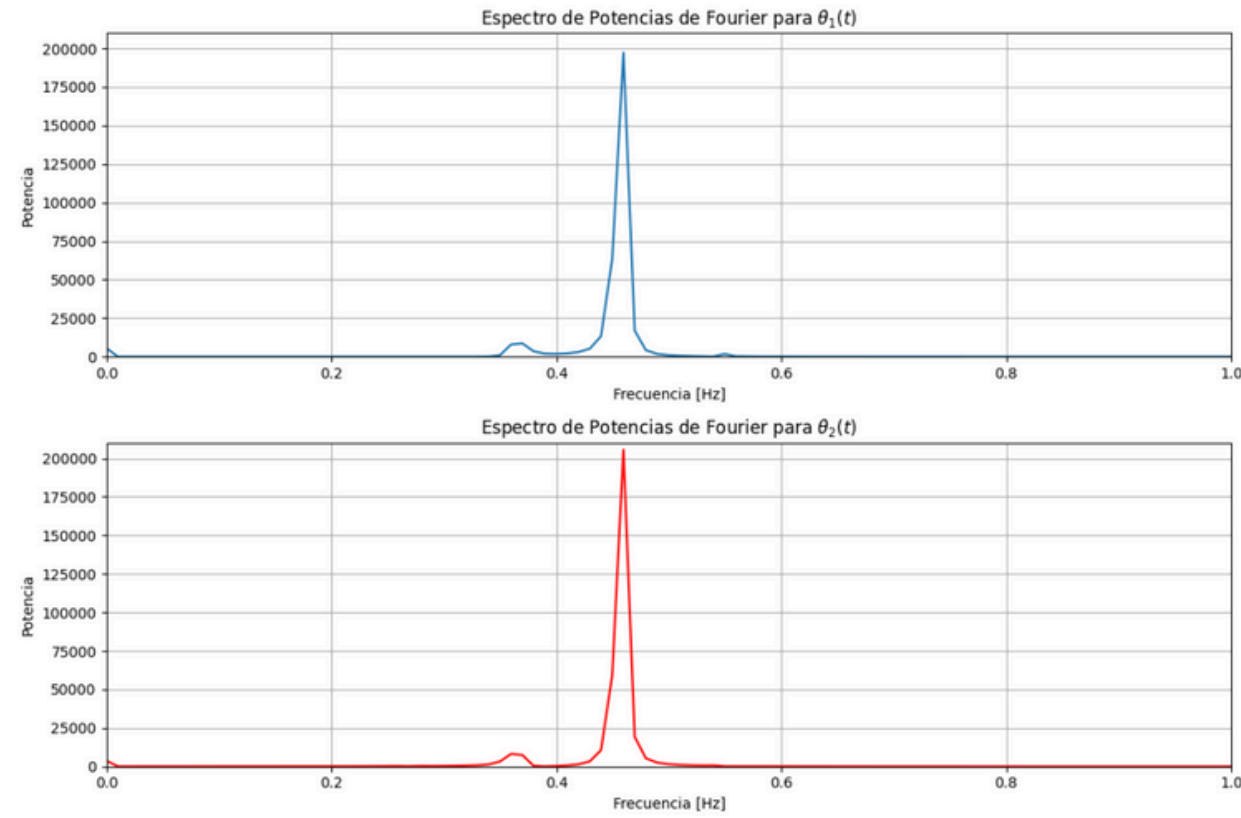 Espectro de Potencias de Fourier para θ₁(t)
200000
175000
150000
125000
100000
75000
50000
25000
0
Potencia
0.0 0.2 0.4 0.6 0.8 1.0
Frecuencia [Hz]
Espectro de Potencias de Fourier para θ₂(t)
200000
175000
150000
125000
100000
75000
50000
25000
0
Potencia
0.0 0.2 0.4 0.6 0.8 1.0
Frecuencia [Hz]